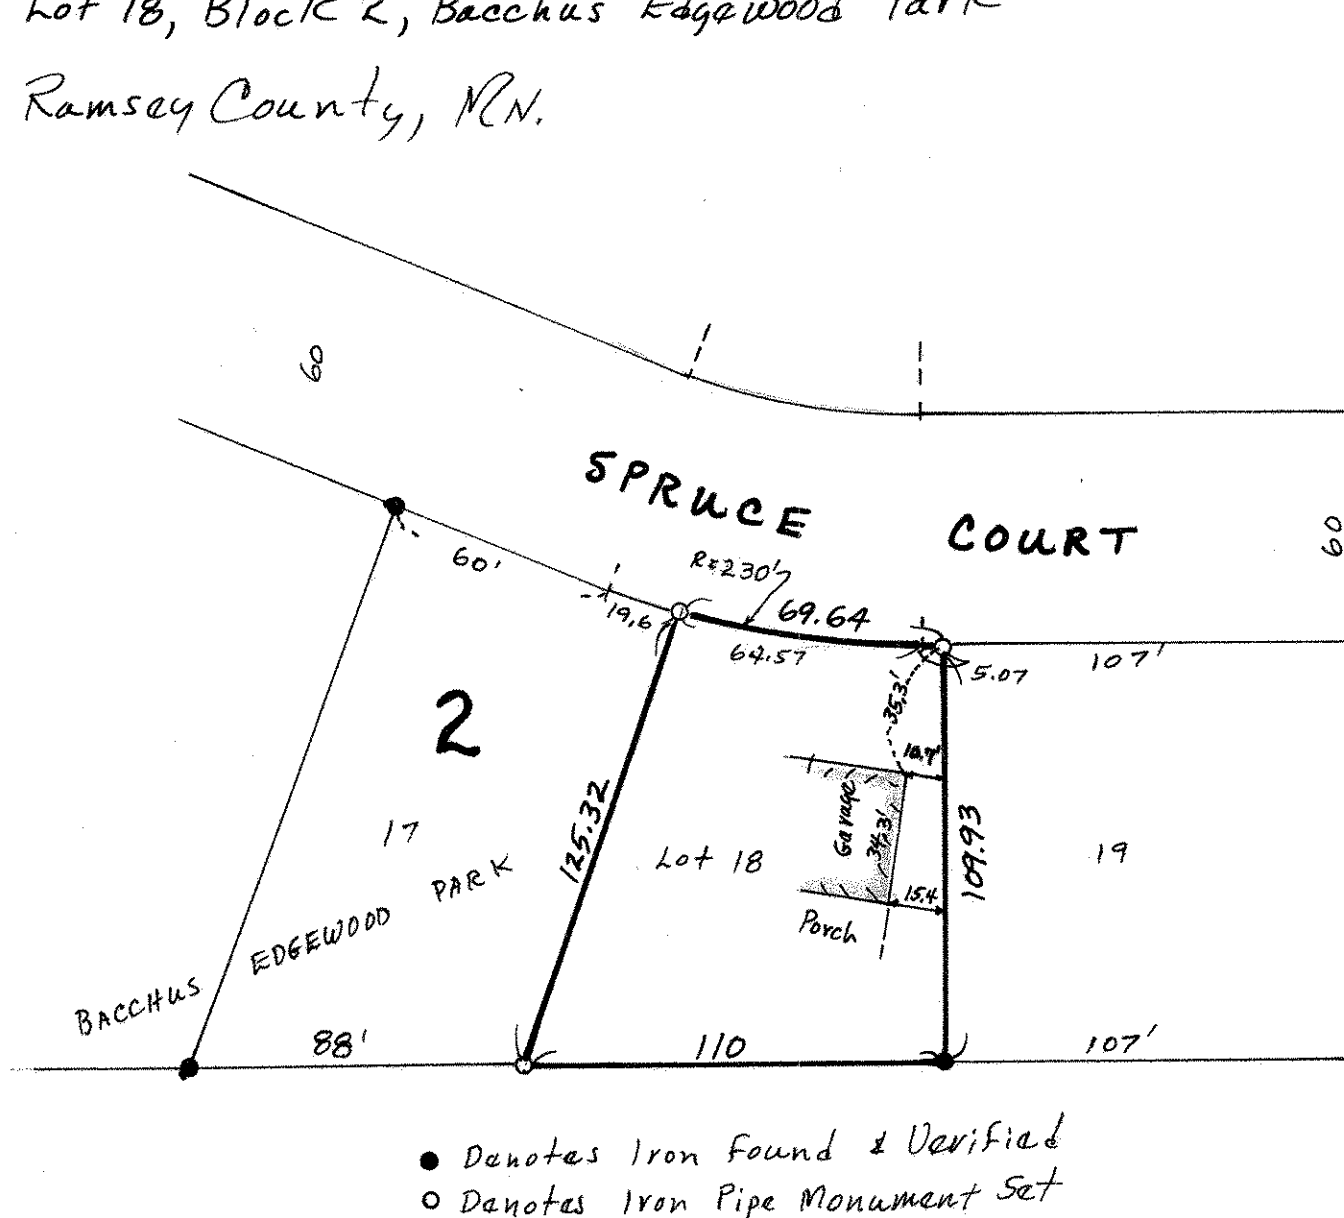 Lot 18, Block 2, Bacchus Edgewood Park
Ramsey County, MN.
60
SPRUCE COURT
60
60'
R=230'
19.6
69.64
64.57
5.07
107'
35.3'
10.7'
2
Garage
34.3'
125.32
109.93
17
Lot 18
19
15.4
Porch
BACCHUS EDGEWOOD PARK
88'
110
107'
Denotes Iron Found & Verified
Denotes Iron Pipe Monument Set